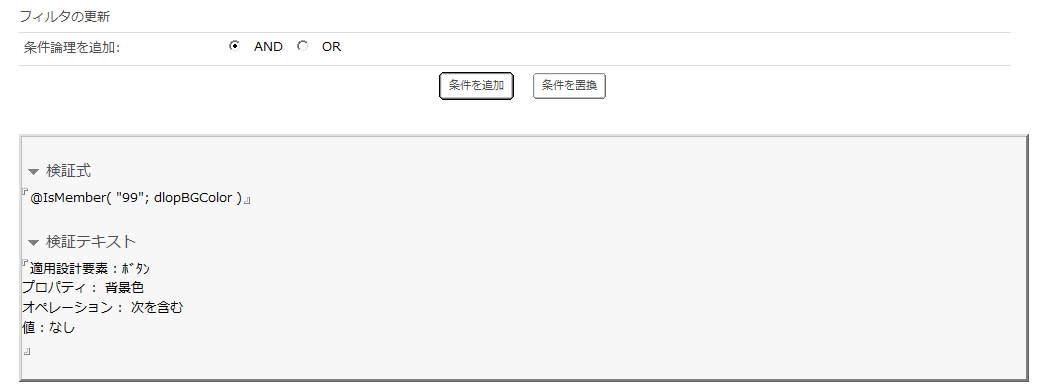 フィルタの更新
条件論理を追加: AND OR
条件を追加 条件を置換
検証式
@IsMember( "99"; dlopBGColor )
検証テキスト
適用設計要素：ﾎﾞﾀﾝ
プロパティ： 背景色
オペレーション： 次を含む
値：なし